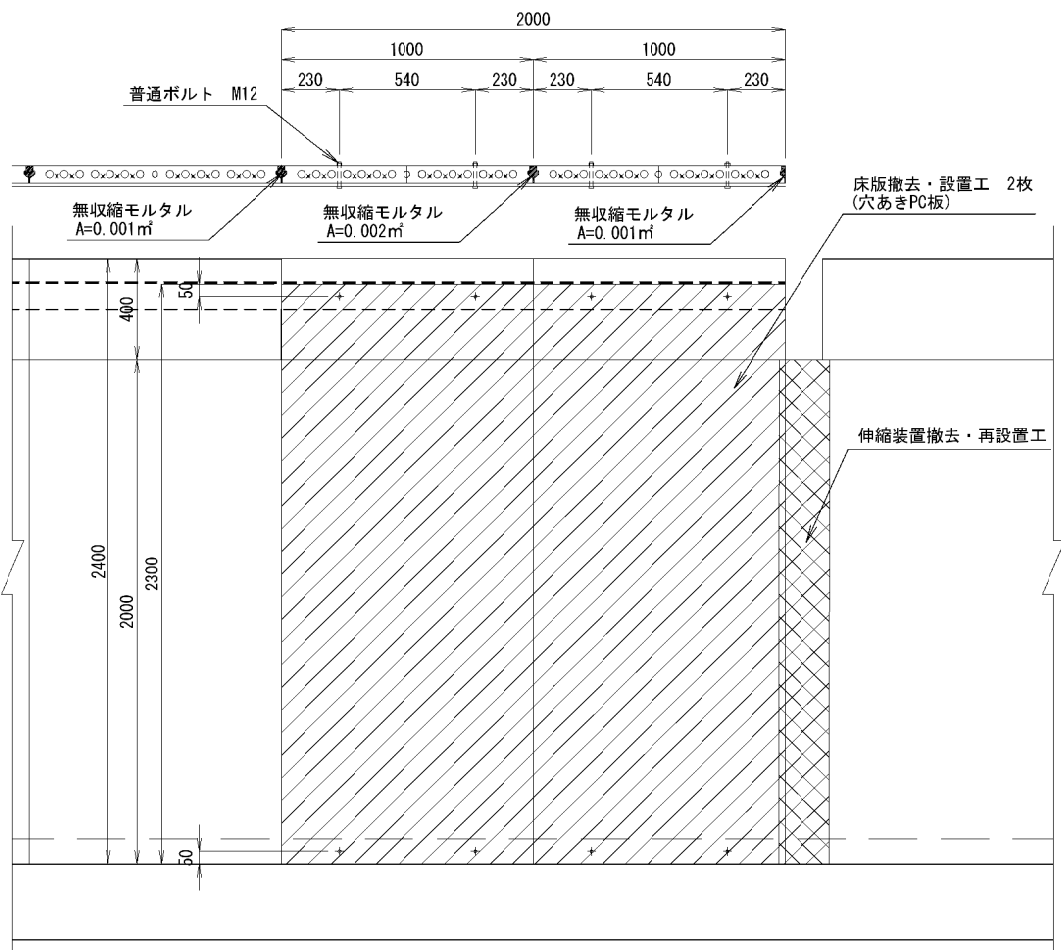 2000
1000
1000
230
540
230
230
540
230
普通ボルト M12
無収縮モルタル
A=0.001㎡
無収縮モルタル
A=0.002㎡
無収縮モルタル
A=0.001㎡
床版撤去・設置工 2枚
(穴あきPC板)
50
400
伸縮装置撤去・再設置工
2400
2000
2300
50